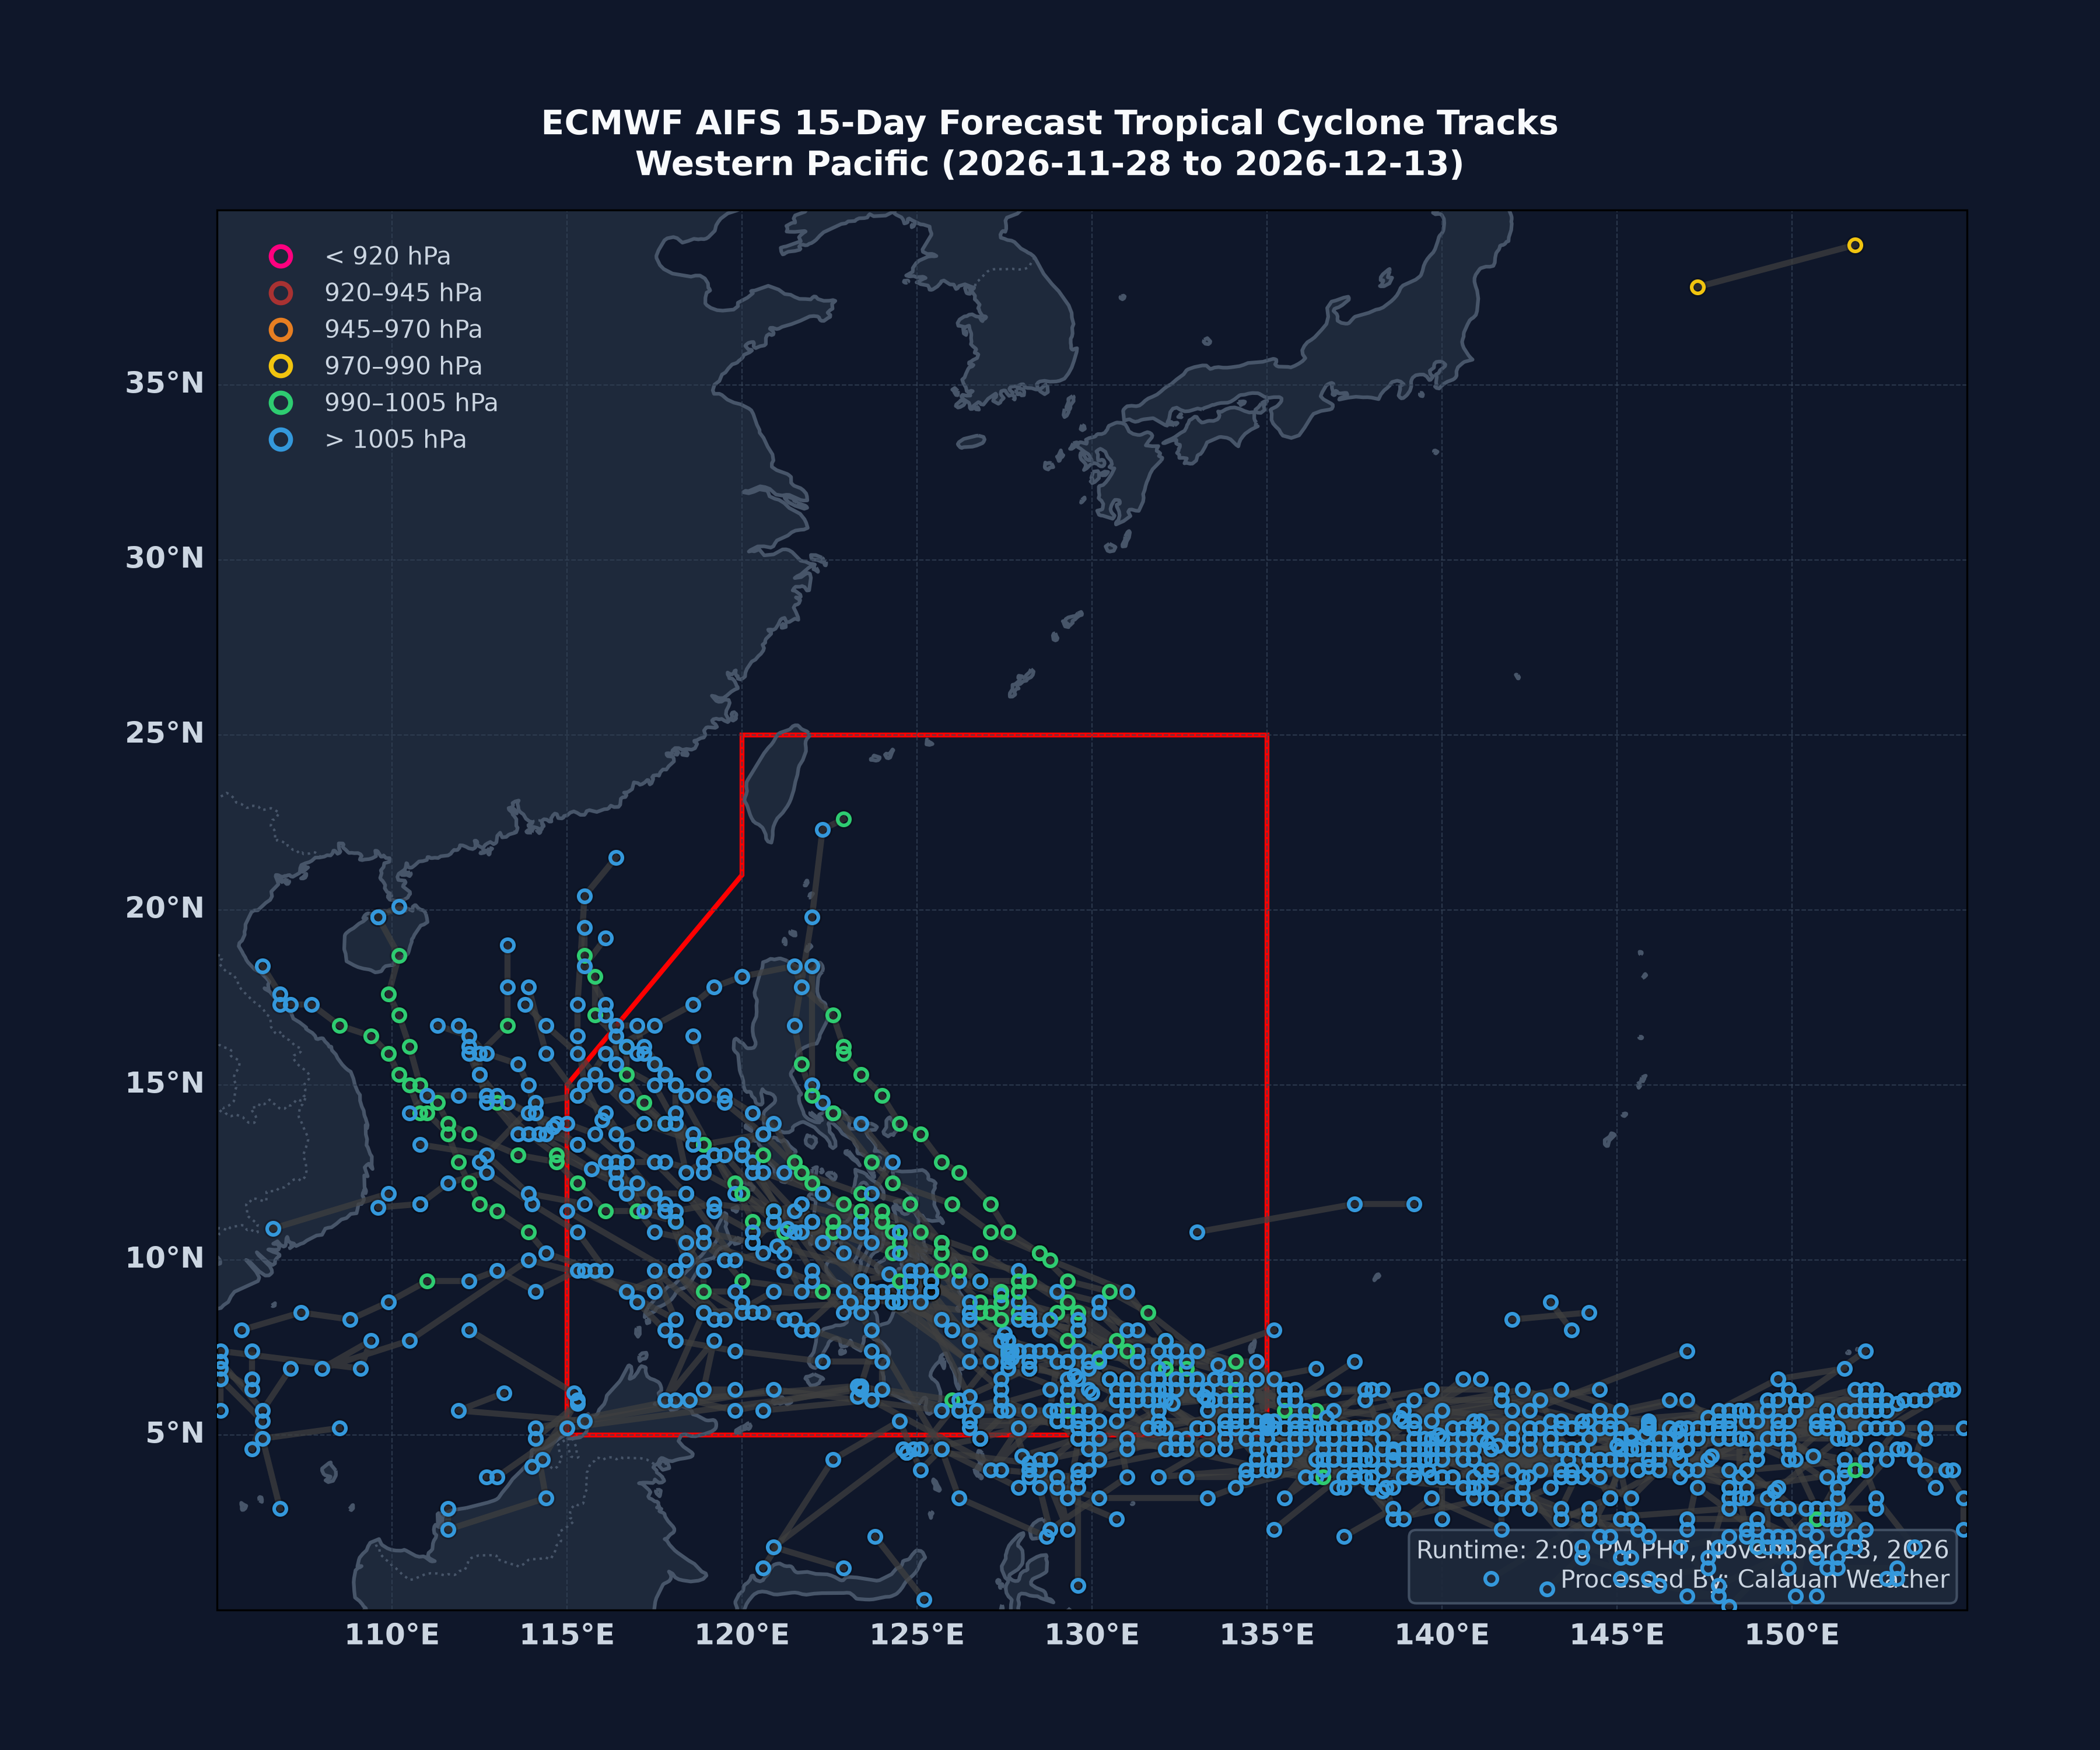 ECMWF AIFS 15-Day Forecast Tropical Cyclone Tracks
Western Pacific (2026-11-28 to 2026-12-13)
< 920 hPa
920–945 hPa
945–970 hPa
970–990 hPa
990–1005 hPa
> 1005 hPa
35°N
30°N
25°N
20°N
15°N
10°N
5°N
Runtime: 2:00 PM PHT, November 28, 2026
Processed By: Calauan Weather
110°E 115°E 120°E 125°E 130°E 135°E 140°E 145°E 150°E